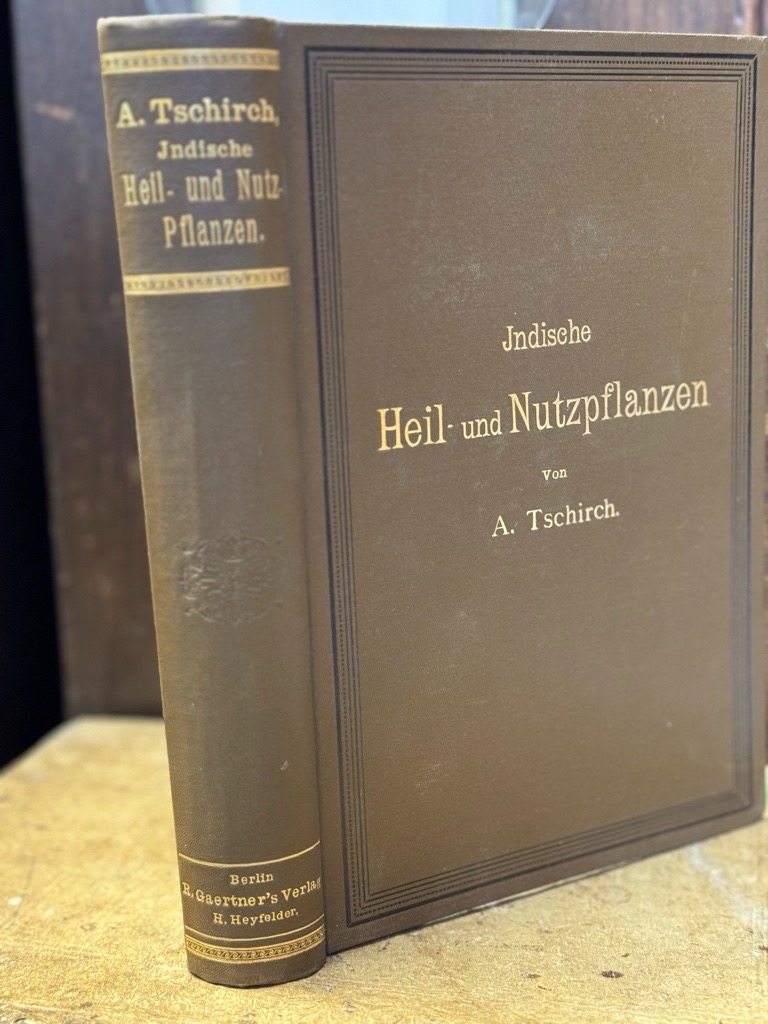 A. Tschirch,
Jndische
Heil- und Nutz-
Pflanzen.
Berlin
R. Gaertner's Verlag
H. Heyfelder.
Jndische
Heil- und Nutzpflanzen
von
A. Tschirch.